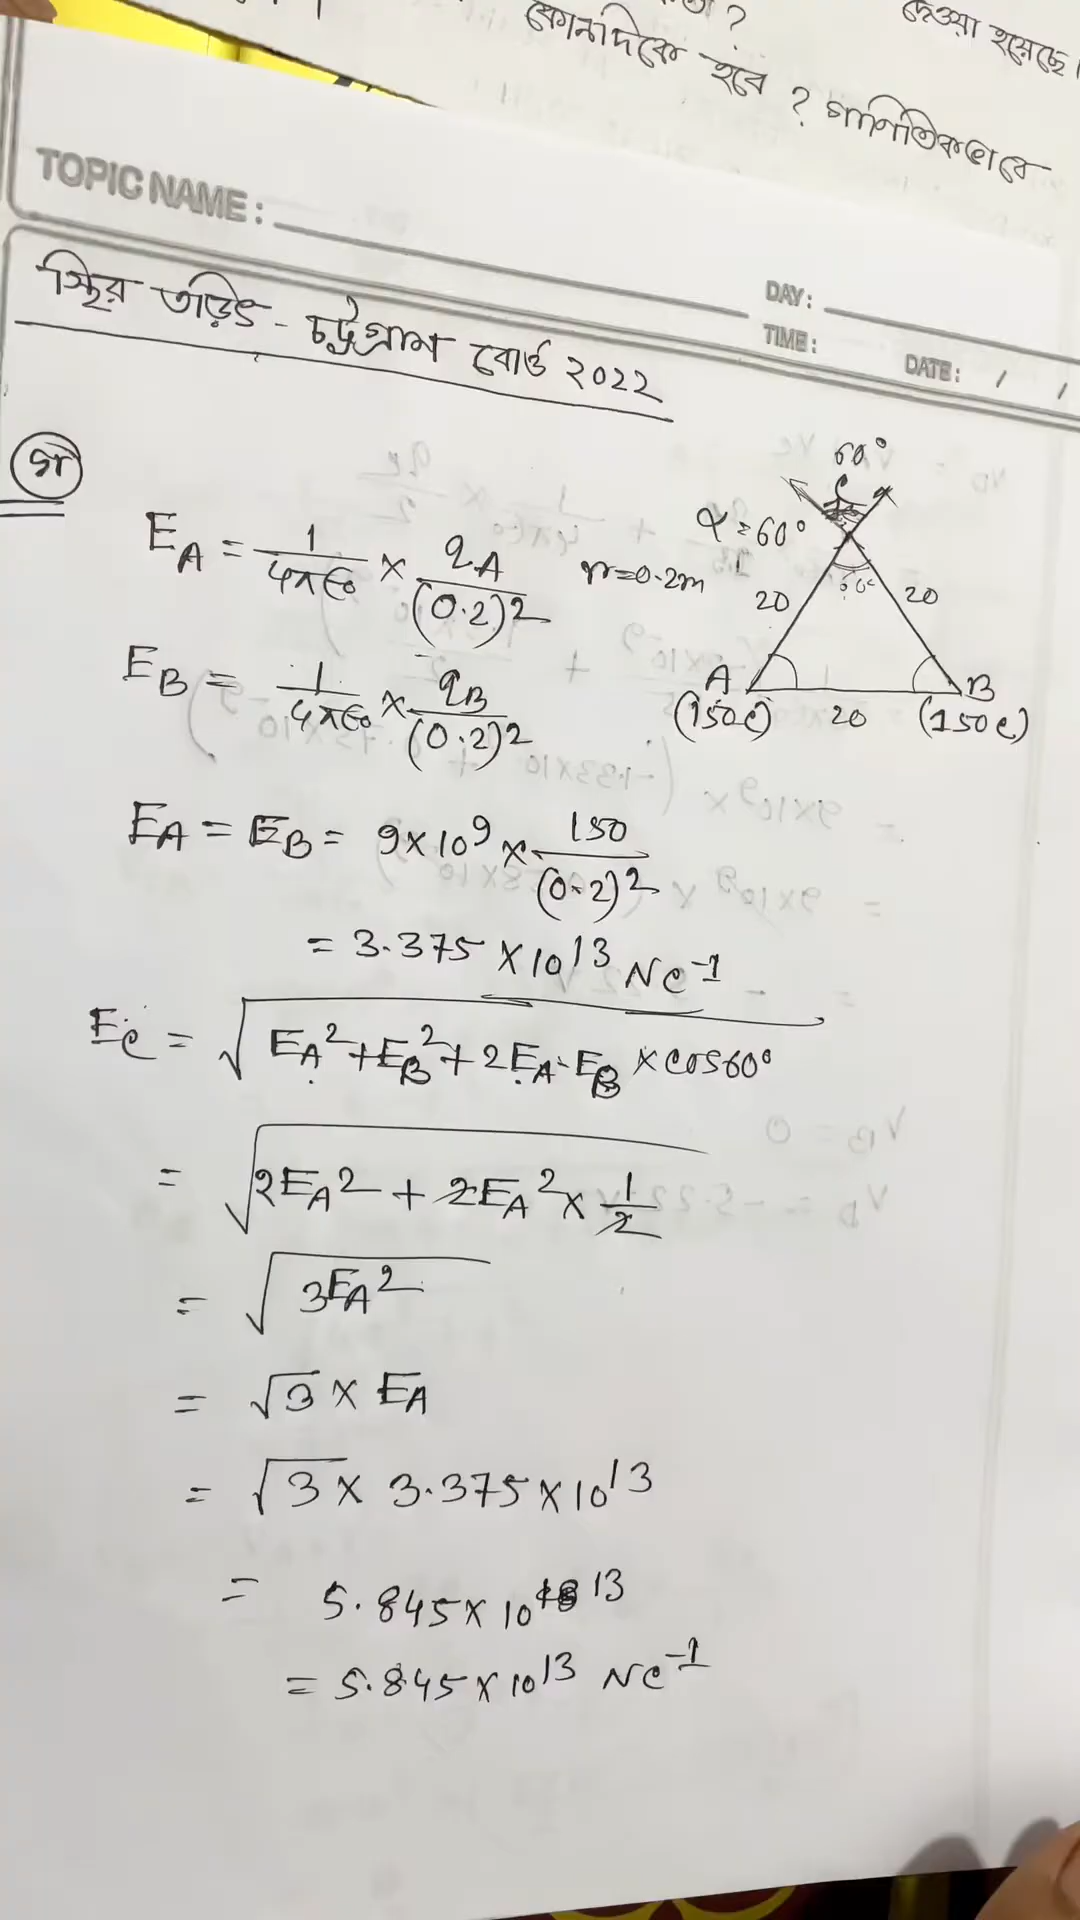 কোনদিকে হবে ? গাণিতিকভাবে
দেওয়া হয়েছে।
TOPIC NAME :
DAY :
TIME :
DATE : / /
স্থির তড়িৎ - চট্টগ্রাম বোর্ড ২০২২
গ
E_A = 1/4πϵ₀ × q_A/(0.2)²
r = 0.2m
α = 60°
60°
C
60°
20
20
A
B
(150C)
20
(150C)
E_B = 1/4πϵ₀ × q_B/(0.2)²
E_A = E_B = 9×10⁹ × 150/(0.2)²
= 3.375 × 10¹³ NC⁻¹
E_C = √(E_A² + E_B² + 2E_A·E_B × cos60°)
= √(2E_A² + 2E_A² × 1/2)
= √(3E_A²)
= √3 × E_A
= √3 × 3.375 × 10¹³
= 5.845 × 10¹³
= 5.845 × 10¹³ NC⁻¹